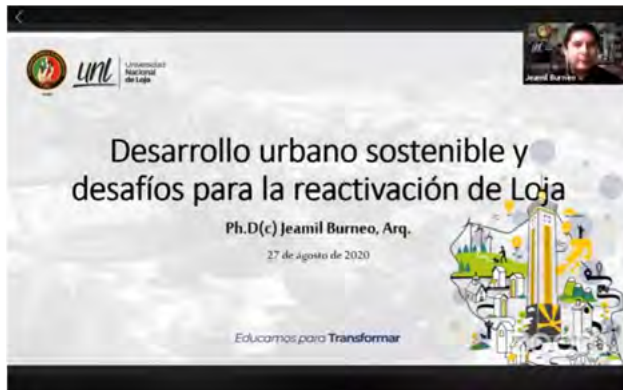 unl
Universidad
Nacional
de Loja
Jeamil Burneo
Desarrollo urbano sostenible y
desafíos para la reactivación de Loja
Ph.D(c) Jeamil Burneo, Arq.
27 de agosto de 2020
Educamos para Transformar